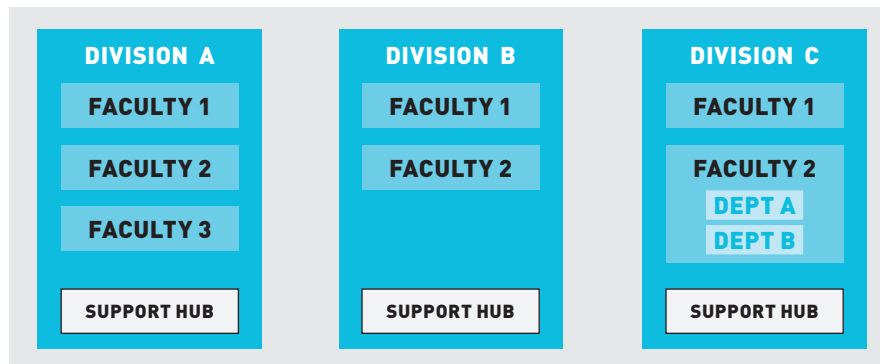 DIVISION A
FACULTY 1
FACULTY 2
FACULTY 3
SUPPORT HUB
DIVISION B
FACULTY 1
FACULTY 2
SUPPORT HUB
DIVISION C
FACULTY 1
FACULTY 2
DEPT A
DEPT B
SUPPORT HUB